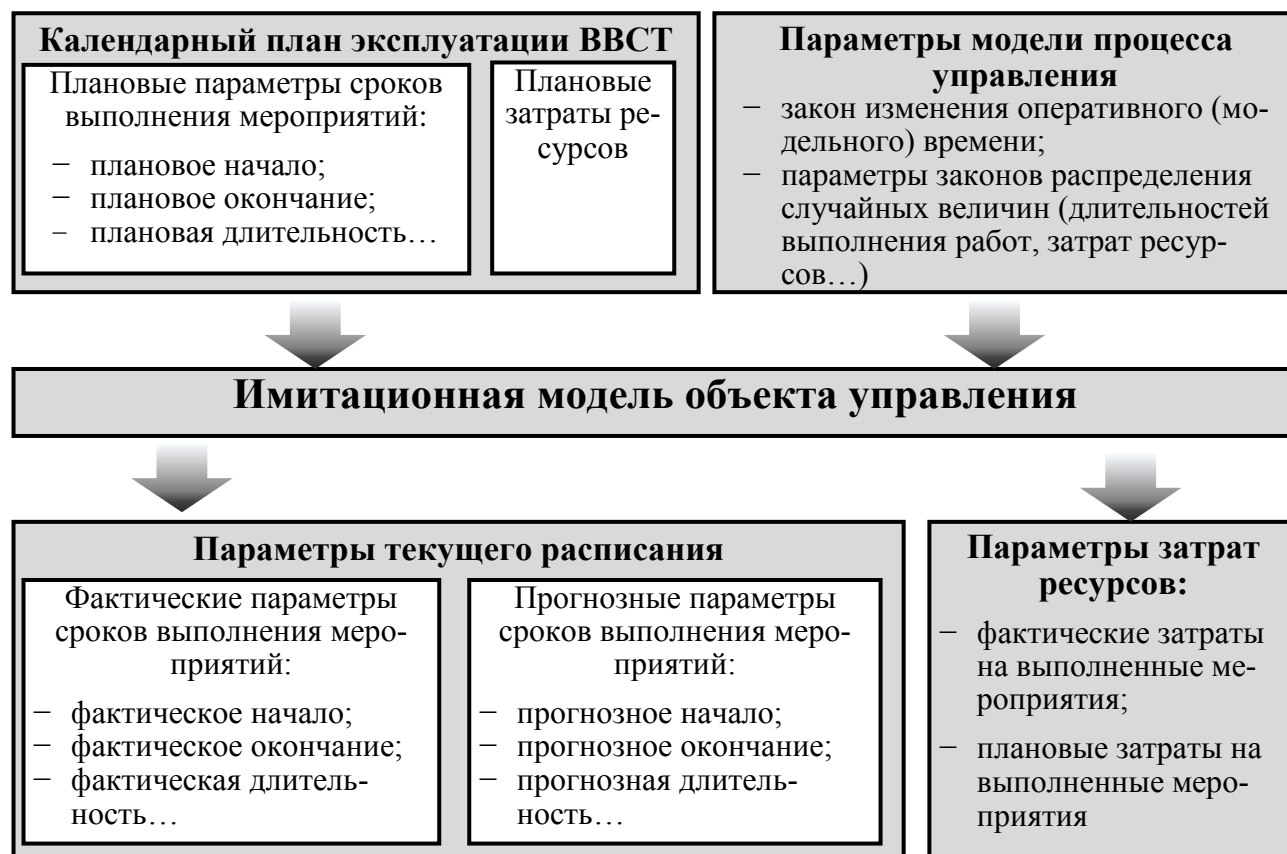 Календарный план эксплуатации ВВСТ
Плановые параметры сроков
выполнения мероприятий:
− плановое начало;
− плановое окончание;
− плановая длительность…
Плановые
затраты ре-
сурсов
Параметры модели процесса
управления
− закон изменения оперативного (мо-
дельного) времени;
− параметры законов распределения
случайных величин (длительностей
выполнения работ, затрат ресур-
сов…)
Имитационная модель объекта управления
Параметры текущего расписания
Фактические параметры
сроков выполнения меро-
приятий:
− фактическое начало;
− фактическое окончание;
− фактическая длитель-
ность…
Прогнозные параметры
сроков выполнения меро-
приятий:
− прогнозное начало;
− прогнозное окончание;
− прогнозная длитель-
ность…
Параметры затрат
ресурсов:
− фактические затраты
на выполненные ме-
роприятия;
− плановые затраты на
выполненные меро-
приятия